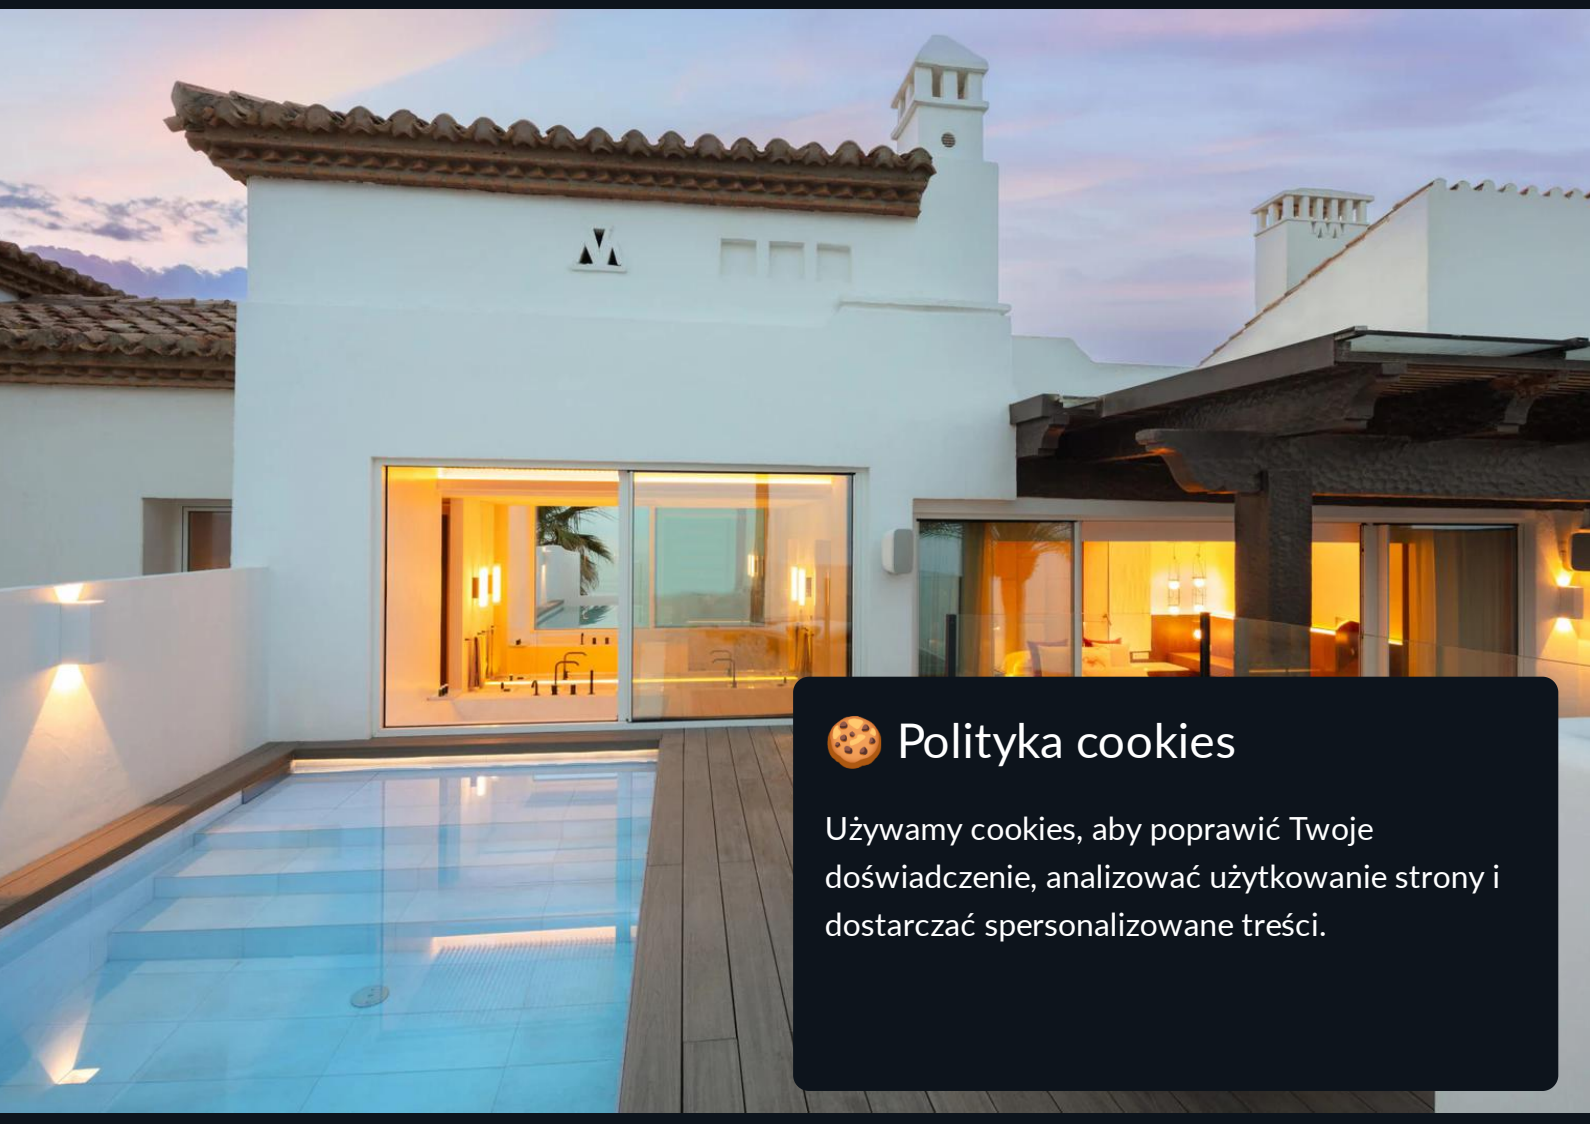 🍪 Polityka cookies
Używamy cookies, aby poprawić Twoje
doświadczenie, analizować użytkowanie strony i
dostarczać spersonalizowane treści.